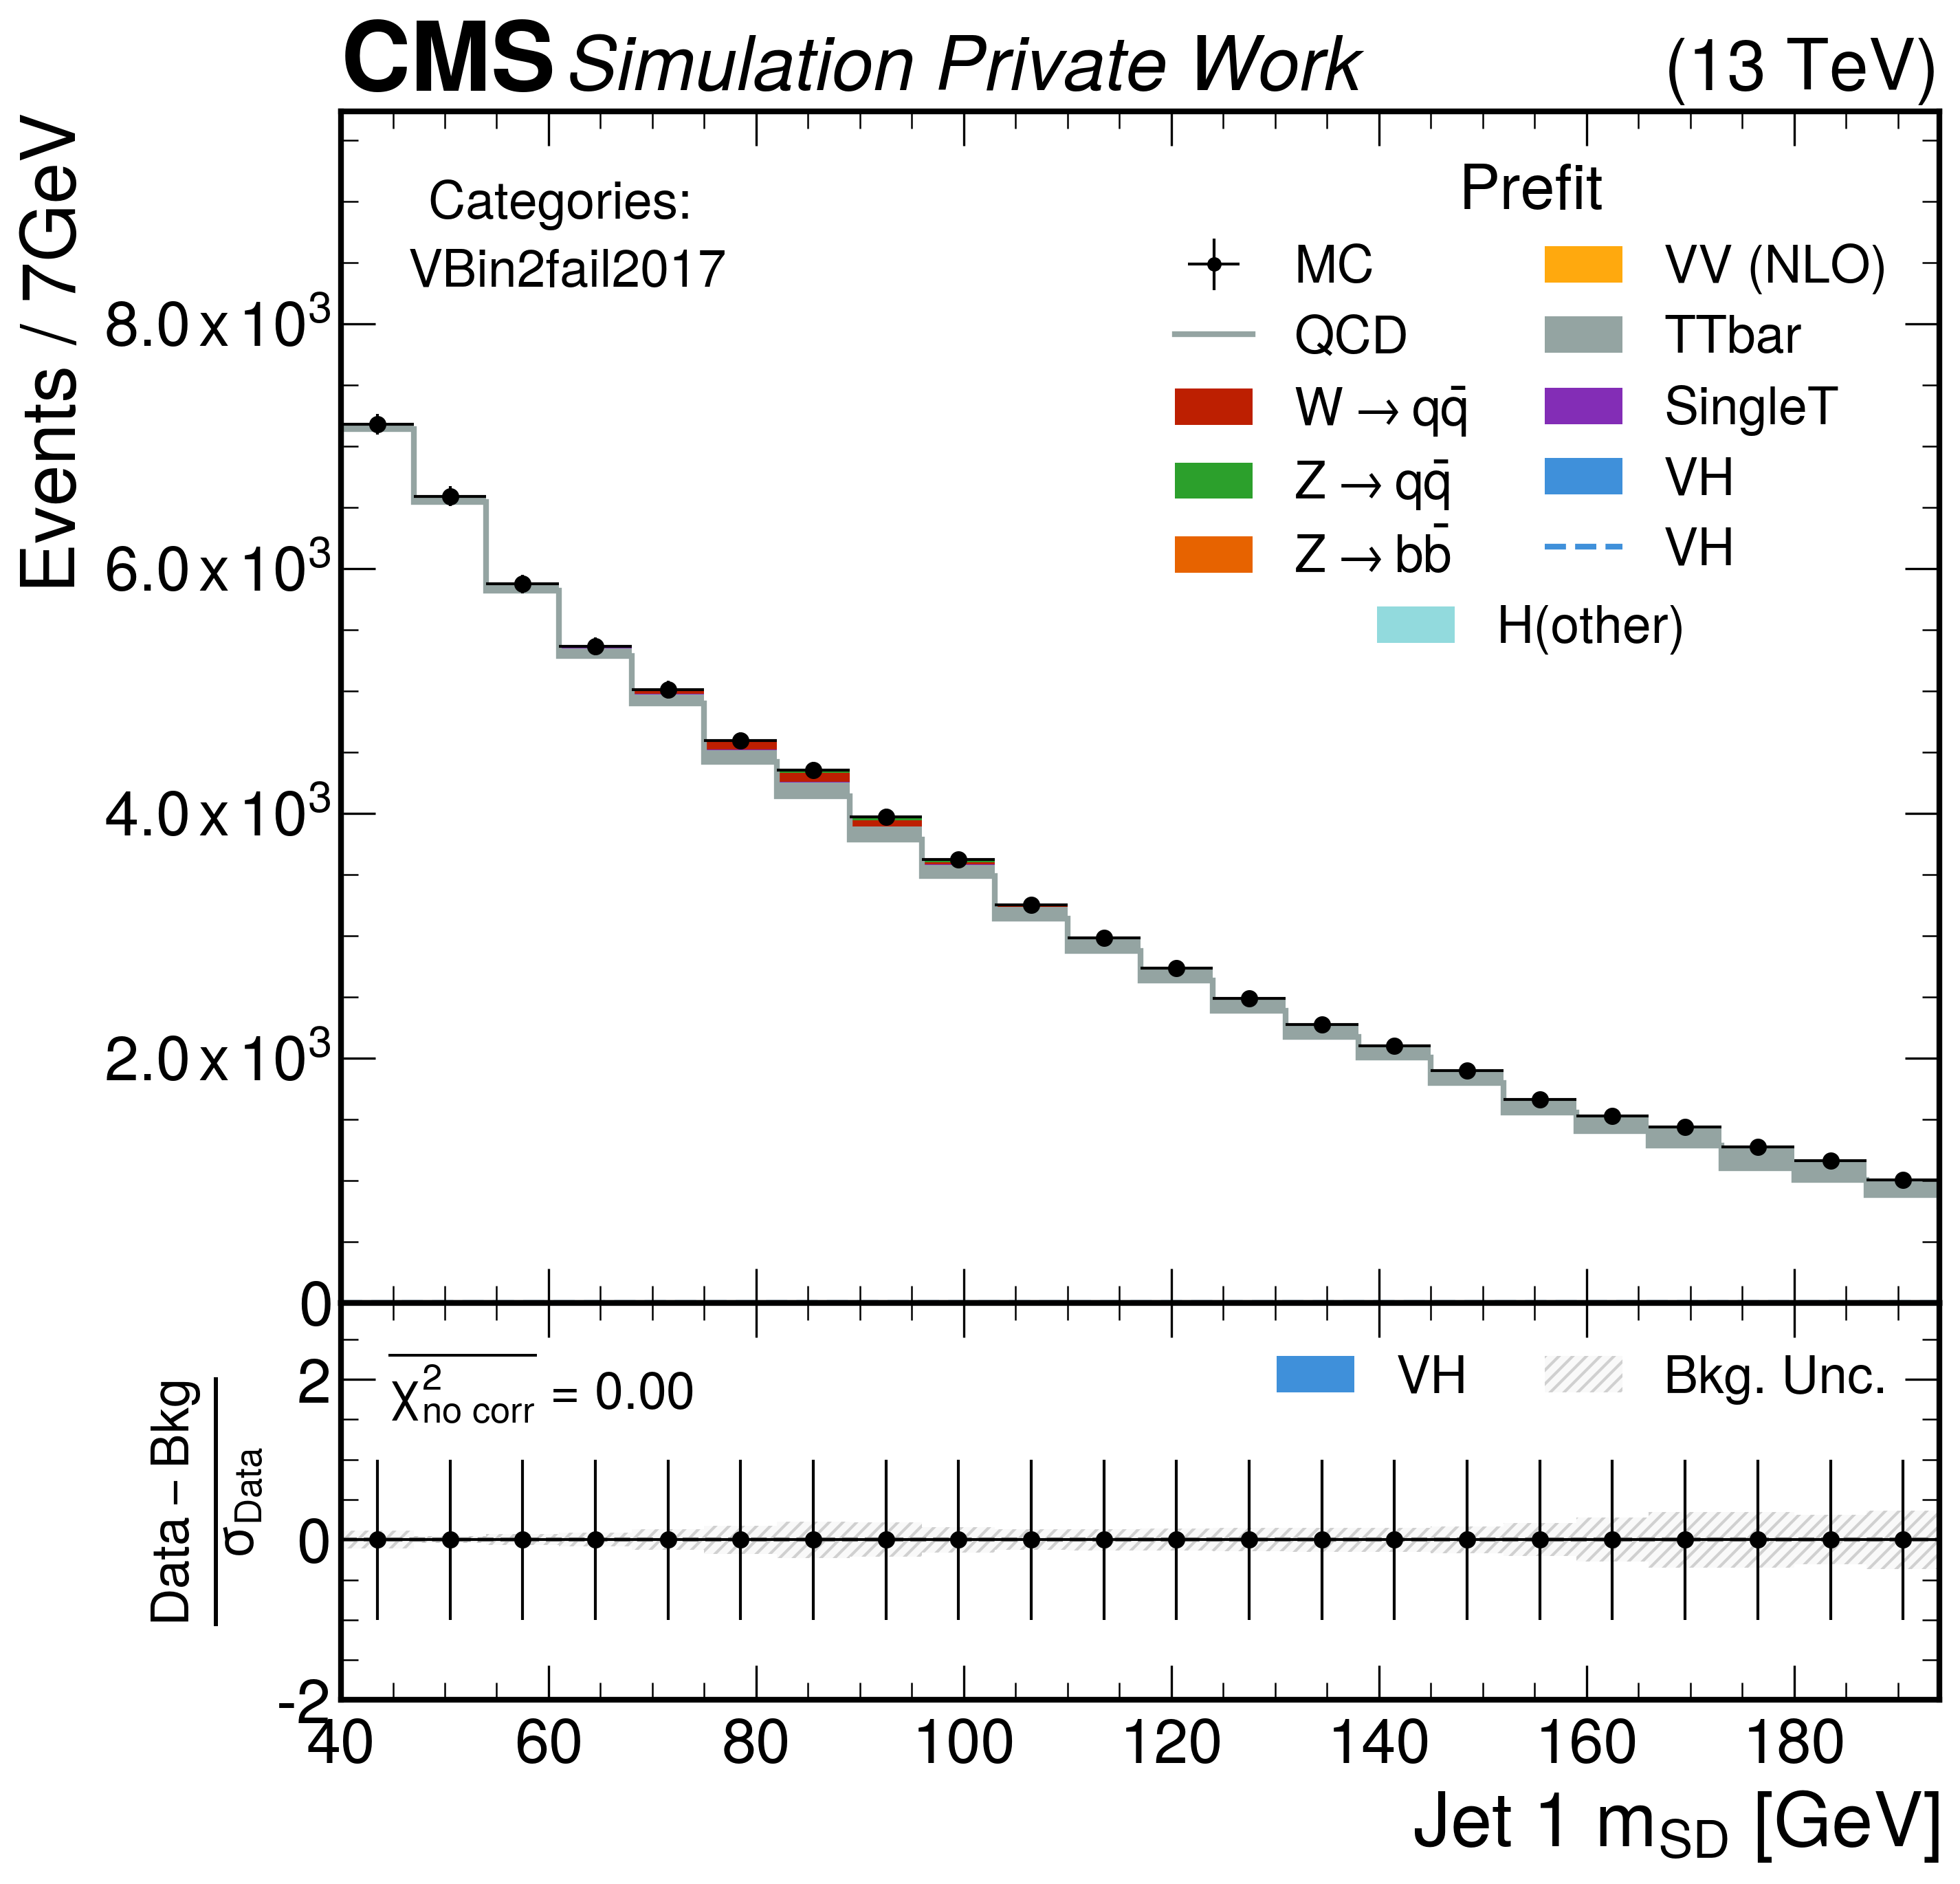 CMS Simulation Private Work (13 TeV)
Events / 7GeV
Categories:
VBin2fail2017
Prefit
MC
QCD
W → qq̄
Z → qq̄
Z → bb̄
VV (NLO)
TTbar
SingleT
VH
VH
H(other)
8.0 x 10³
6.0 x 10³
4.0 x 10³
2.0 x 10³
0
Data – Bkg
σ_Data
χ²_no corr = 0.00
VH
Bkg. Unc.
2
0
-2
40 60 80 100 120 140 160 180
Jet 1 m_SD [GeV]